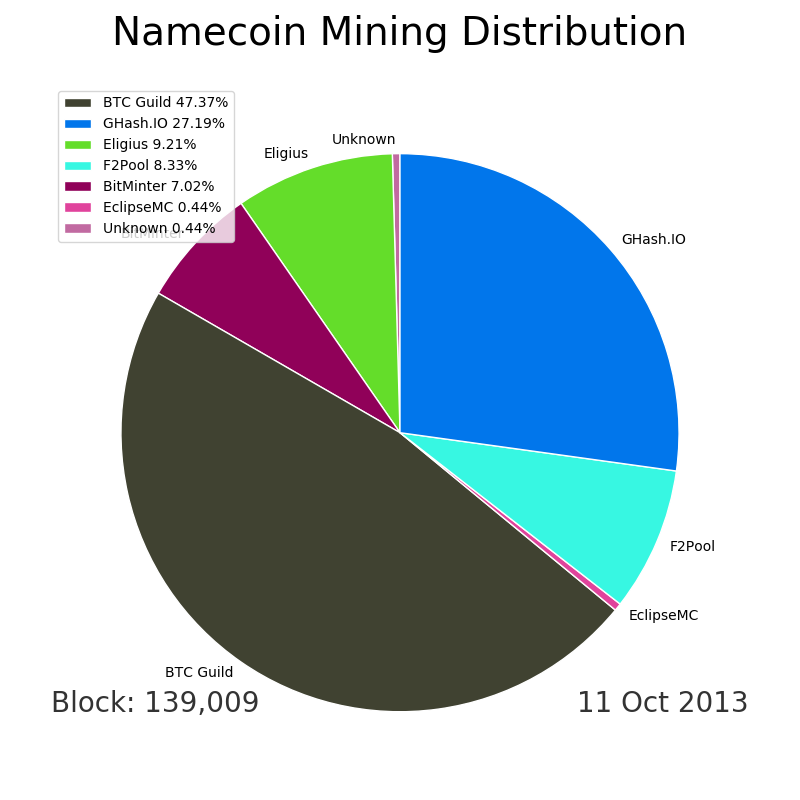 Namecoin Mining Distribution
BTC Guild 47.37%
GHash.IO 27.19%
Eligius 9.21%
F2Pool 8.33%
BitMinter 7.02%
EclipseMC 0.44%
Unknown 0.44%
Unknown
Eligius
BitMinter
GHash.IO
F2Pool
EclipseMC
BTC Guild
Block: 139,009
11 Oct 2013